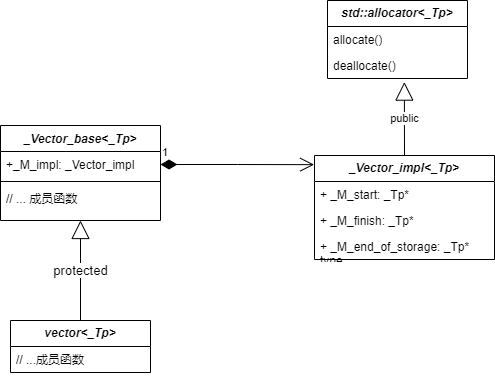 std::allocator<_Tp>
allocate()
deallocate()
public
_Vector_base<_Tp>
+_M_impl: _Vector_impl
// ... 成员函数
1
_Vector_impl<_Tp>
+ _M_start: _Tp*
+ _M_finish: _Tp*
+ _M_end_of_storage: _Tp*
type
protected
vector<_Tp>
// ...成员函数